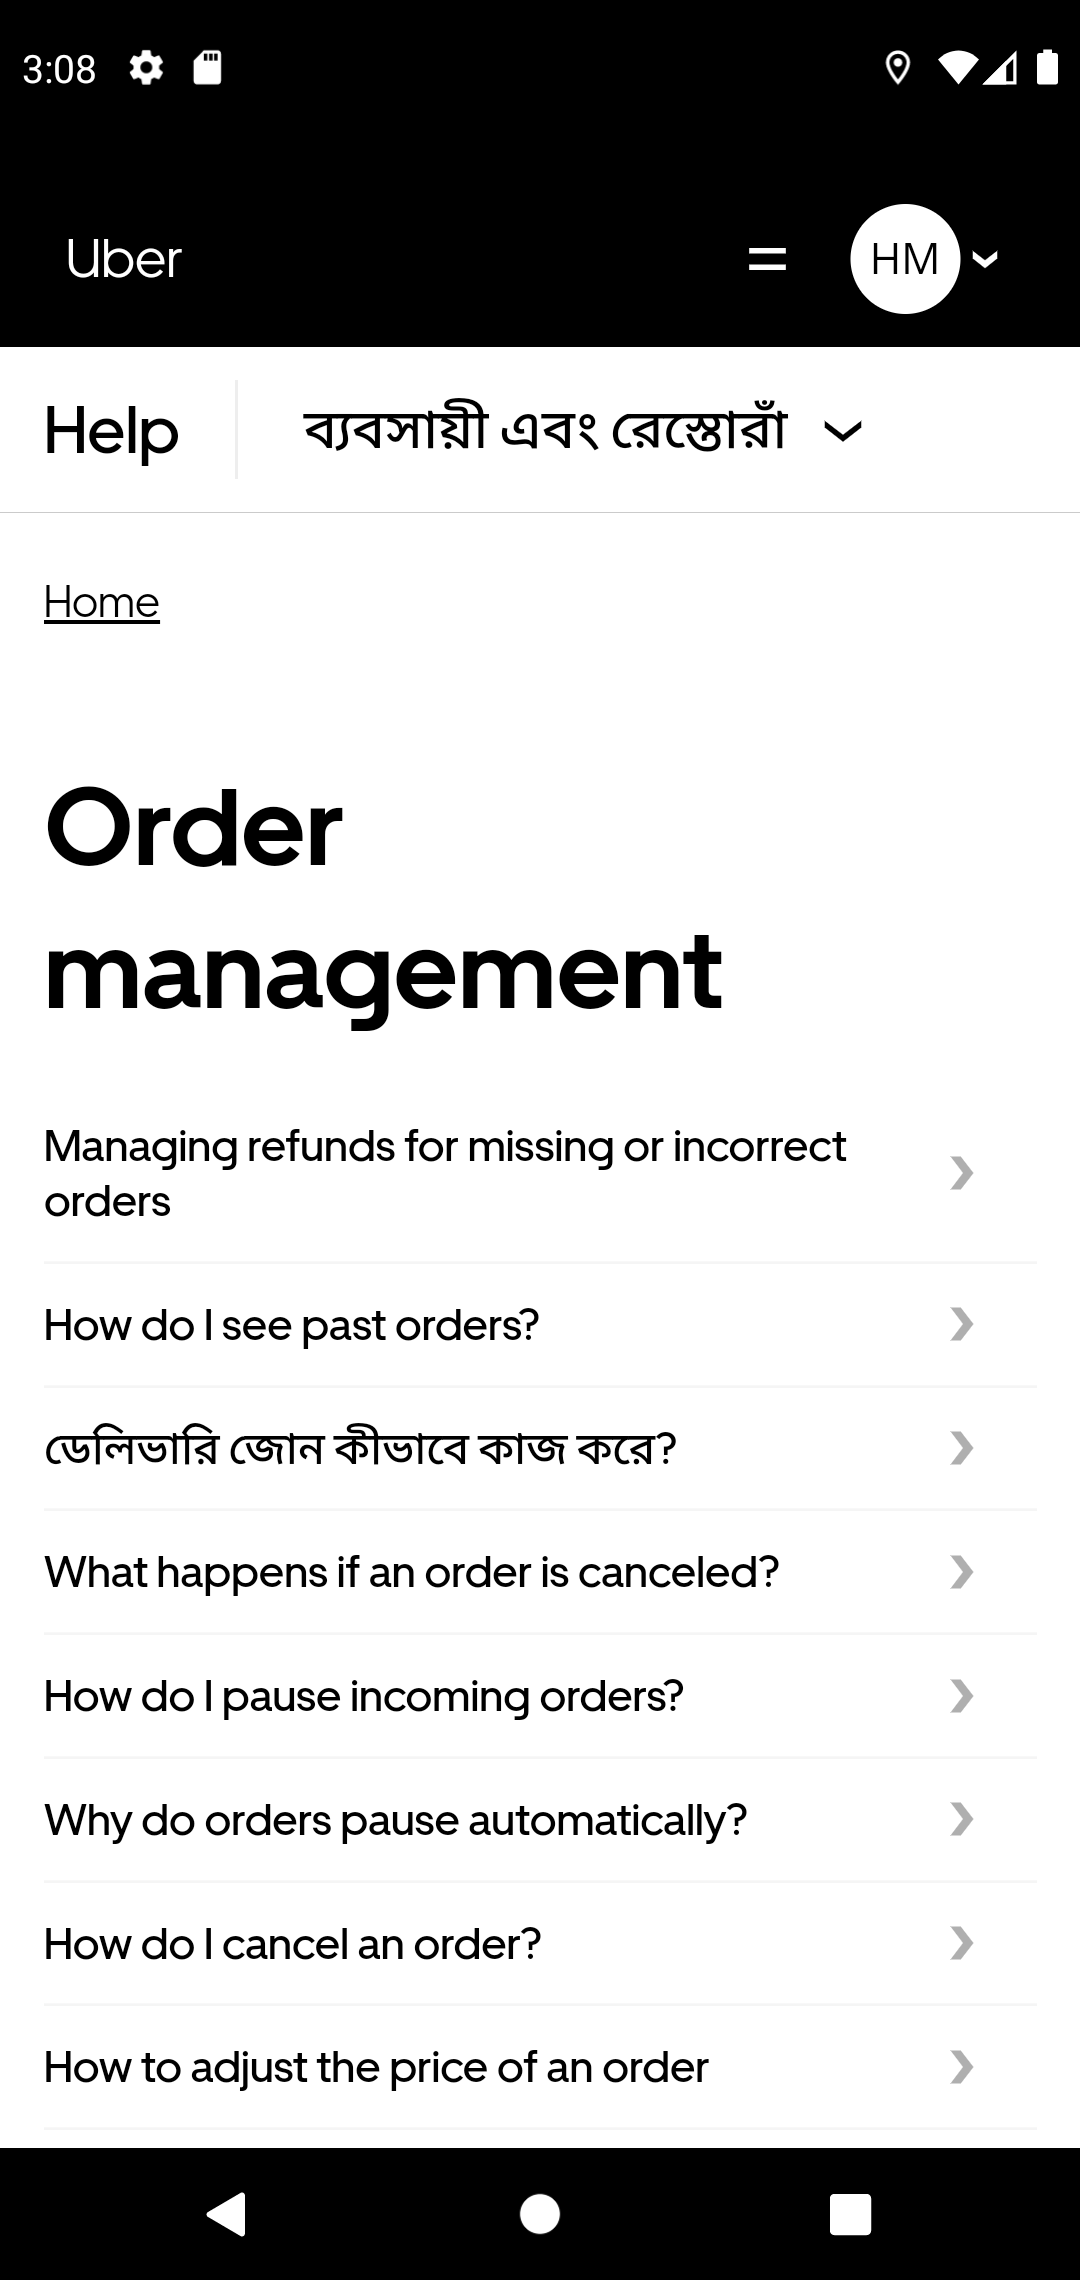 3:08
Uber
HM
Help
ব্যবসায়ী এবং রেস্তোরাঁ
Home
Order
management
Managing refunds for missing or incorrect
orders
How do I see past orders?
ডেলিভারি জোন কীভাবে কাজ করে?
What happens if an order is canceled?
How do I pause incoming orders?
Why do orders pause automatically?
How do I cancel an order?
How to adjust the price of an order